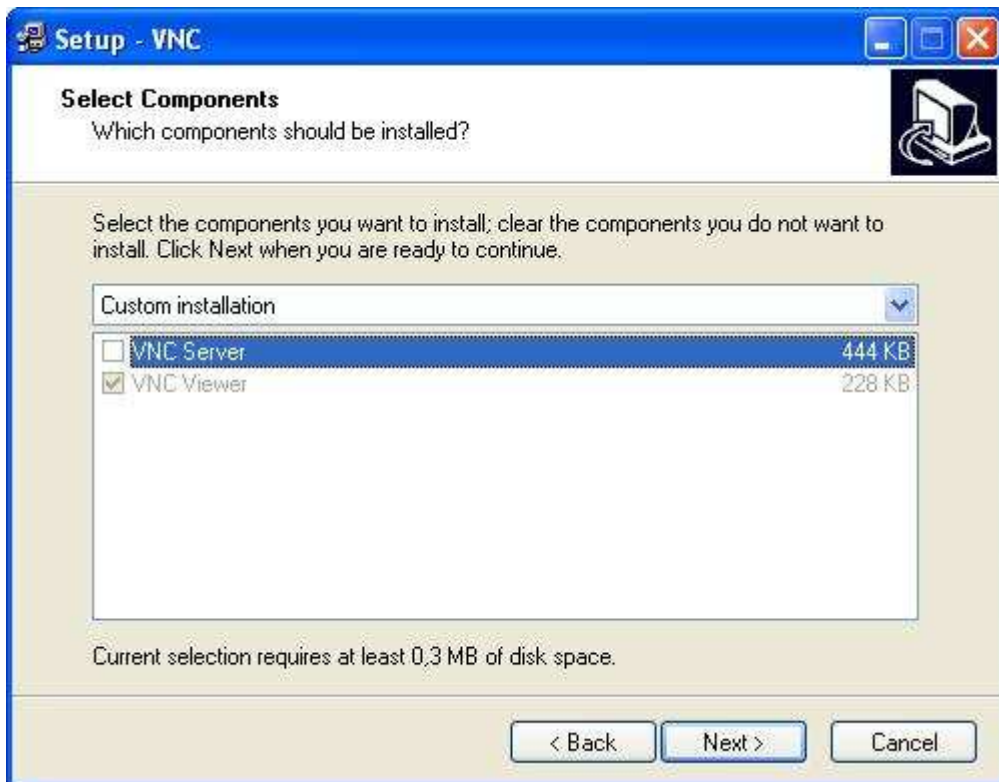 Setup - VNC
Select Components
Which components should be installed?
Select the components you want to install; clear the components you do not want to
install. Click Next when you are ready to continue.
Custom installation
VNC Server 444 KB
VNC Viewer 228 KB
Current selection requires at least 0,3 MB of disk space.
< Back Next > Cancel